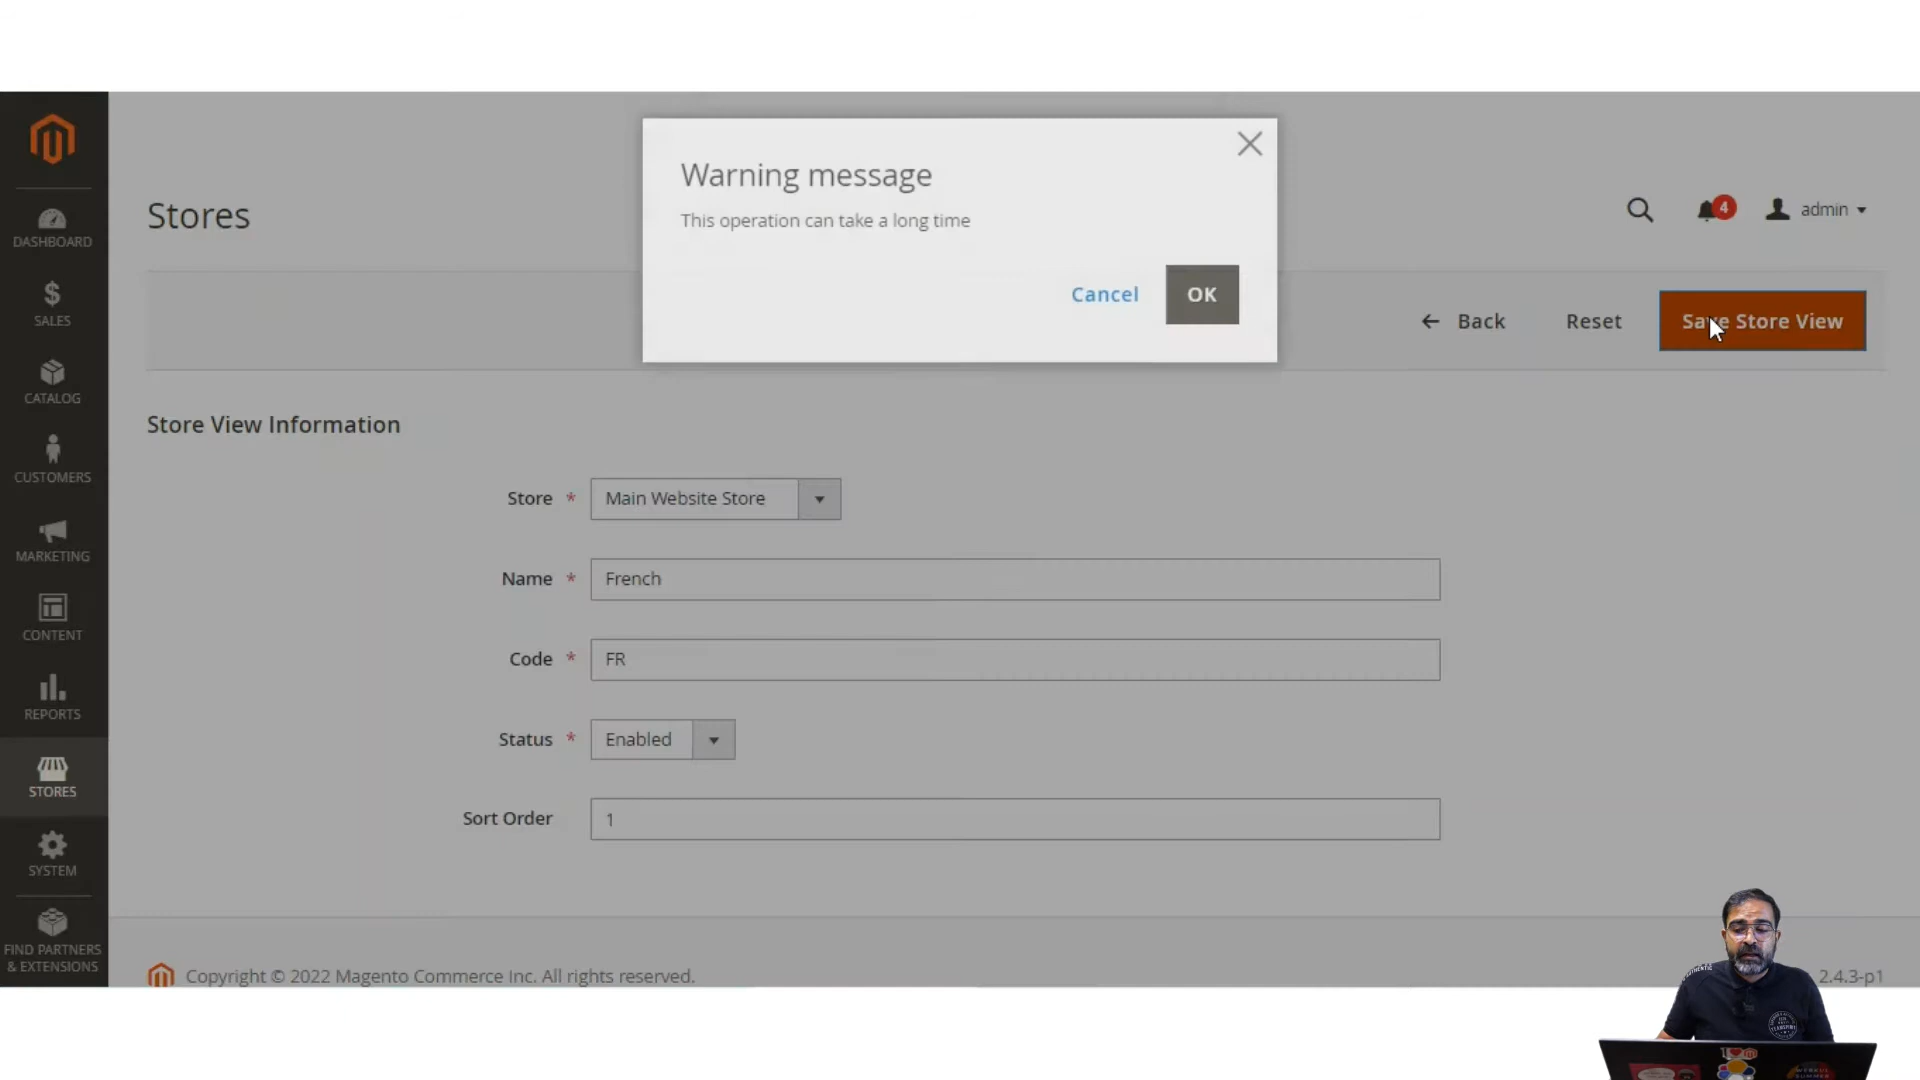 Warning message
This operation can take a long time
Cancel
OK
Stores
4
admin
Back
Reset
Save Store View
DASHBOARD
SALES
CATALOG
CUSTOMERS
MARKETING
CONTENT
REPORTS
STORES
SYSTEM
FIND PARTNERS
& EXTENSIONS
Store View Information
Store * Main Website Store
Name * French
Code * FR
Status * Enabled
Sort Order 1
Copyright © 2022 Magento Commerce Inc. All rights reserved.
2.4.3-p1